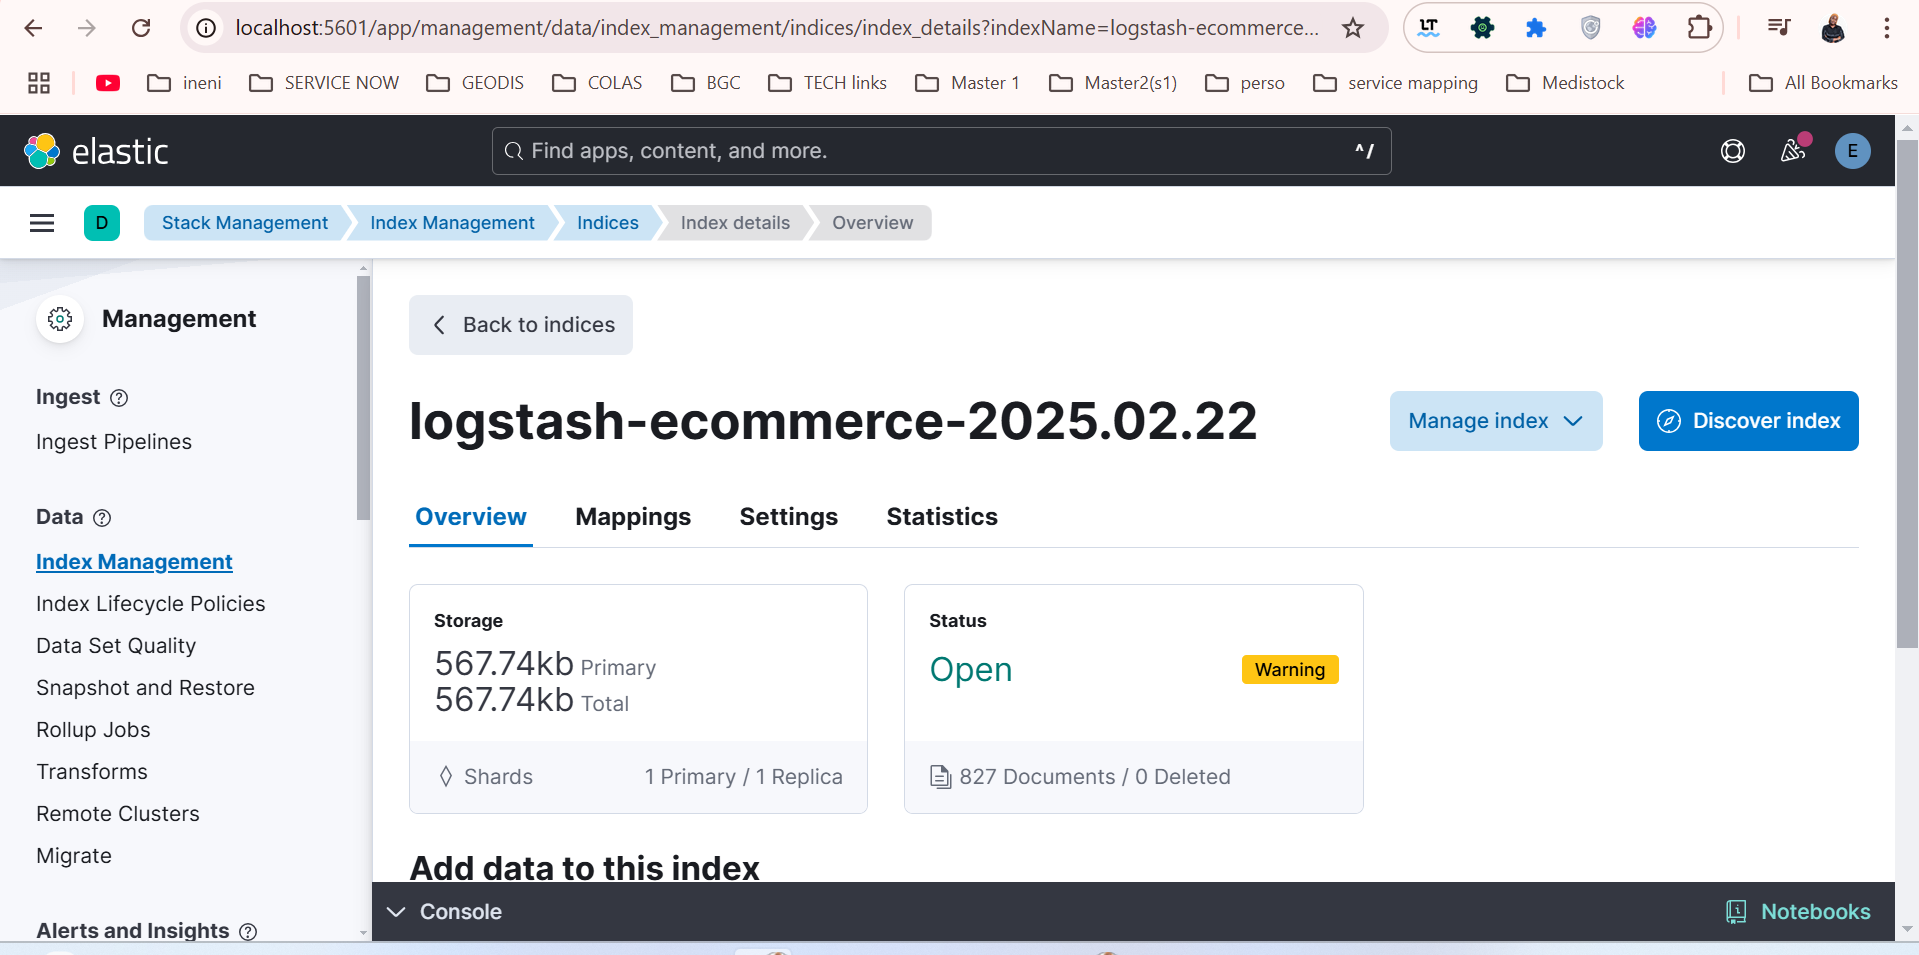 localhost:5601/app/management/data/index_management/indices/index_details?indexName=logstash-ecommerce...
LT
ineni SERVICE NOW GEODIS COLAS BGC TECH links Master 1 Master2(s1) perso service mapping Medistock All Bookmarks
elastic Find apps, content, and more. ^/ E
D Stack Management Index Management Indices Index details Overview
Management
Ingest
Ingest Pipelines
Data
Index Management
Index Lifecycle Policies
Data Set Quality
Snapshot and Restore
Rollup Jobs
Transforms
Remote Clusters
Migrate
Alerts and Insights
Back to indices
logstash-ecommerce-2025.02.22 Manage index Discover index
Overview Mappings Settings Statistics
Storage
567.74kb Primary
567.74kb Total
Shards 1 Primary / 1 Replica
Status
Open Warning
827 Documents / 0 Deleted
Add data to this index
Console Notebooks